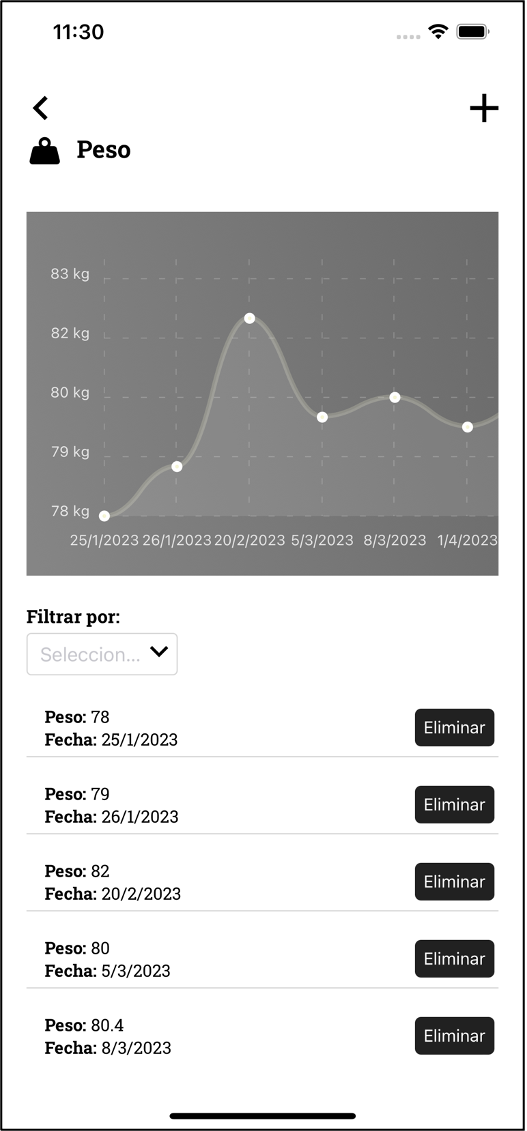 11:30
Peso
83 kg
82 kg
80 kg
79 kg
78 kg
25/1/2023 26/1/2023 20/2/2023 5/3/2023 8/3/2023 1/4/2023
Filtrar por:
Seleccion...
Peso: 78
Fecha: 25/1/2023
Eliminar
Peso: 79
Fecha: 26/1/2023
Eliminar
Peso: 82
Fecha: 20/2/2023
Eliminar
Peso: 80
Fecha: 5/3/2023
Eliminar
Peso: 80.4
Fecha: 8/3/2023
Eliminar